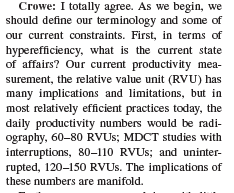 Crowe: I totally agree. As we begin, we
should define our terminology and some of
our current constraints. First, in terms of
hyperefficiency, what is the current state
of affairs? Our current productivity mea-
surement, the relative value unit (RVU) has
many implications and limitations, but in
most relatively efficient practices today, the
daily productivity numbers would be radi-
ography, 60–80 RVUs; MDCT studies with
interruptions, 80–110 RVUs; and uninter-
rupted, 120–150 RVUs. The implications of
these numbers are manifold.